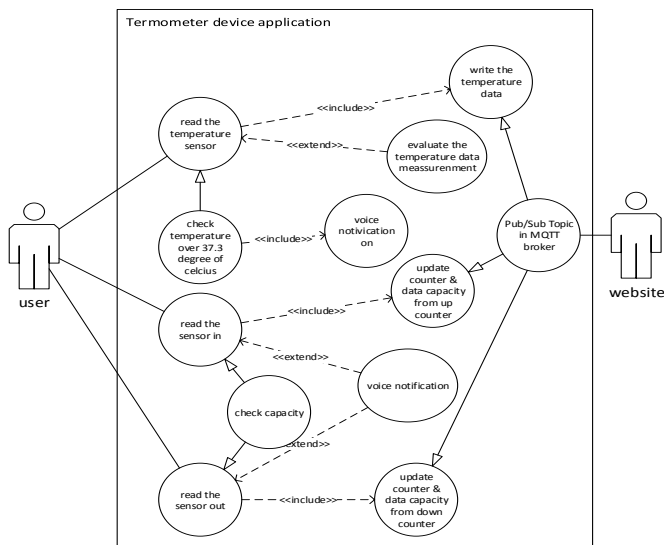 Termometer device application
write the
temperature
data
<<include>>
read the
temperature
sensor
<<extend>>
evaluate the
temperature data
meassurenment
check
temperature
over 37.3
degree of
celcius
<<include>>
voice
notivication
on
Pub/Sub Topic
in MQTT
broker
user
website
update
counter &
data capacity
from up
counter
read the
sensor in
<<include>>
<<extend>>
voice notification
check capacity
extend>>
read the
sensor out
<<include>>
update
counter &
data capacity
from down
counter